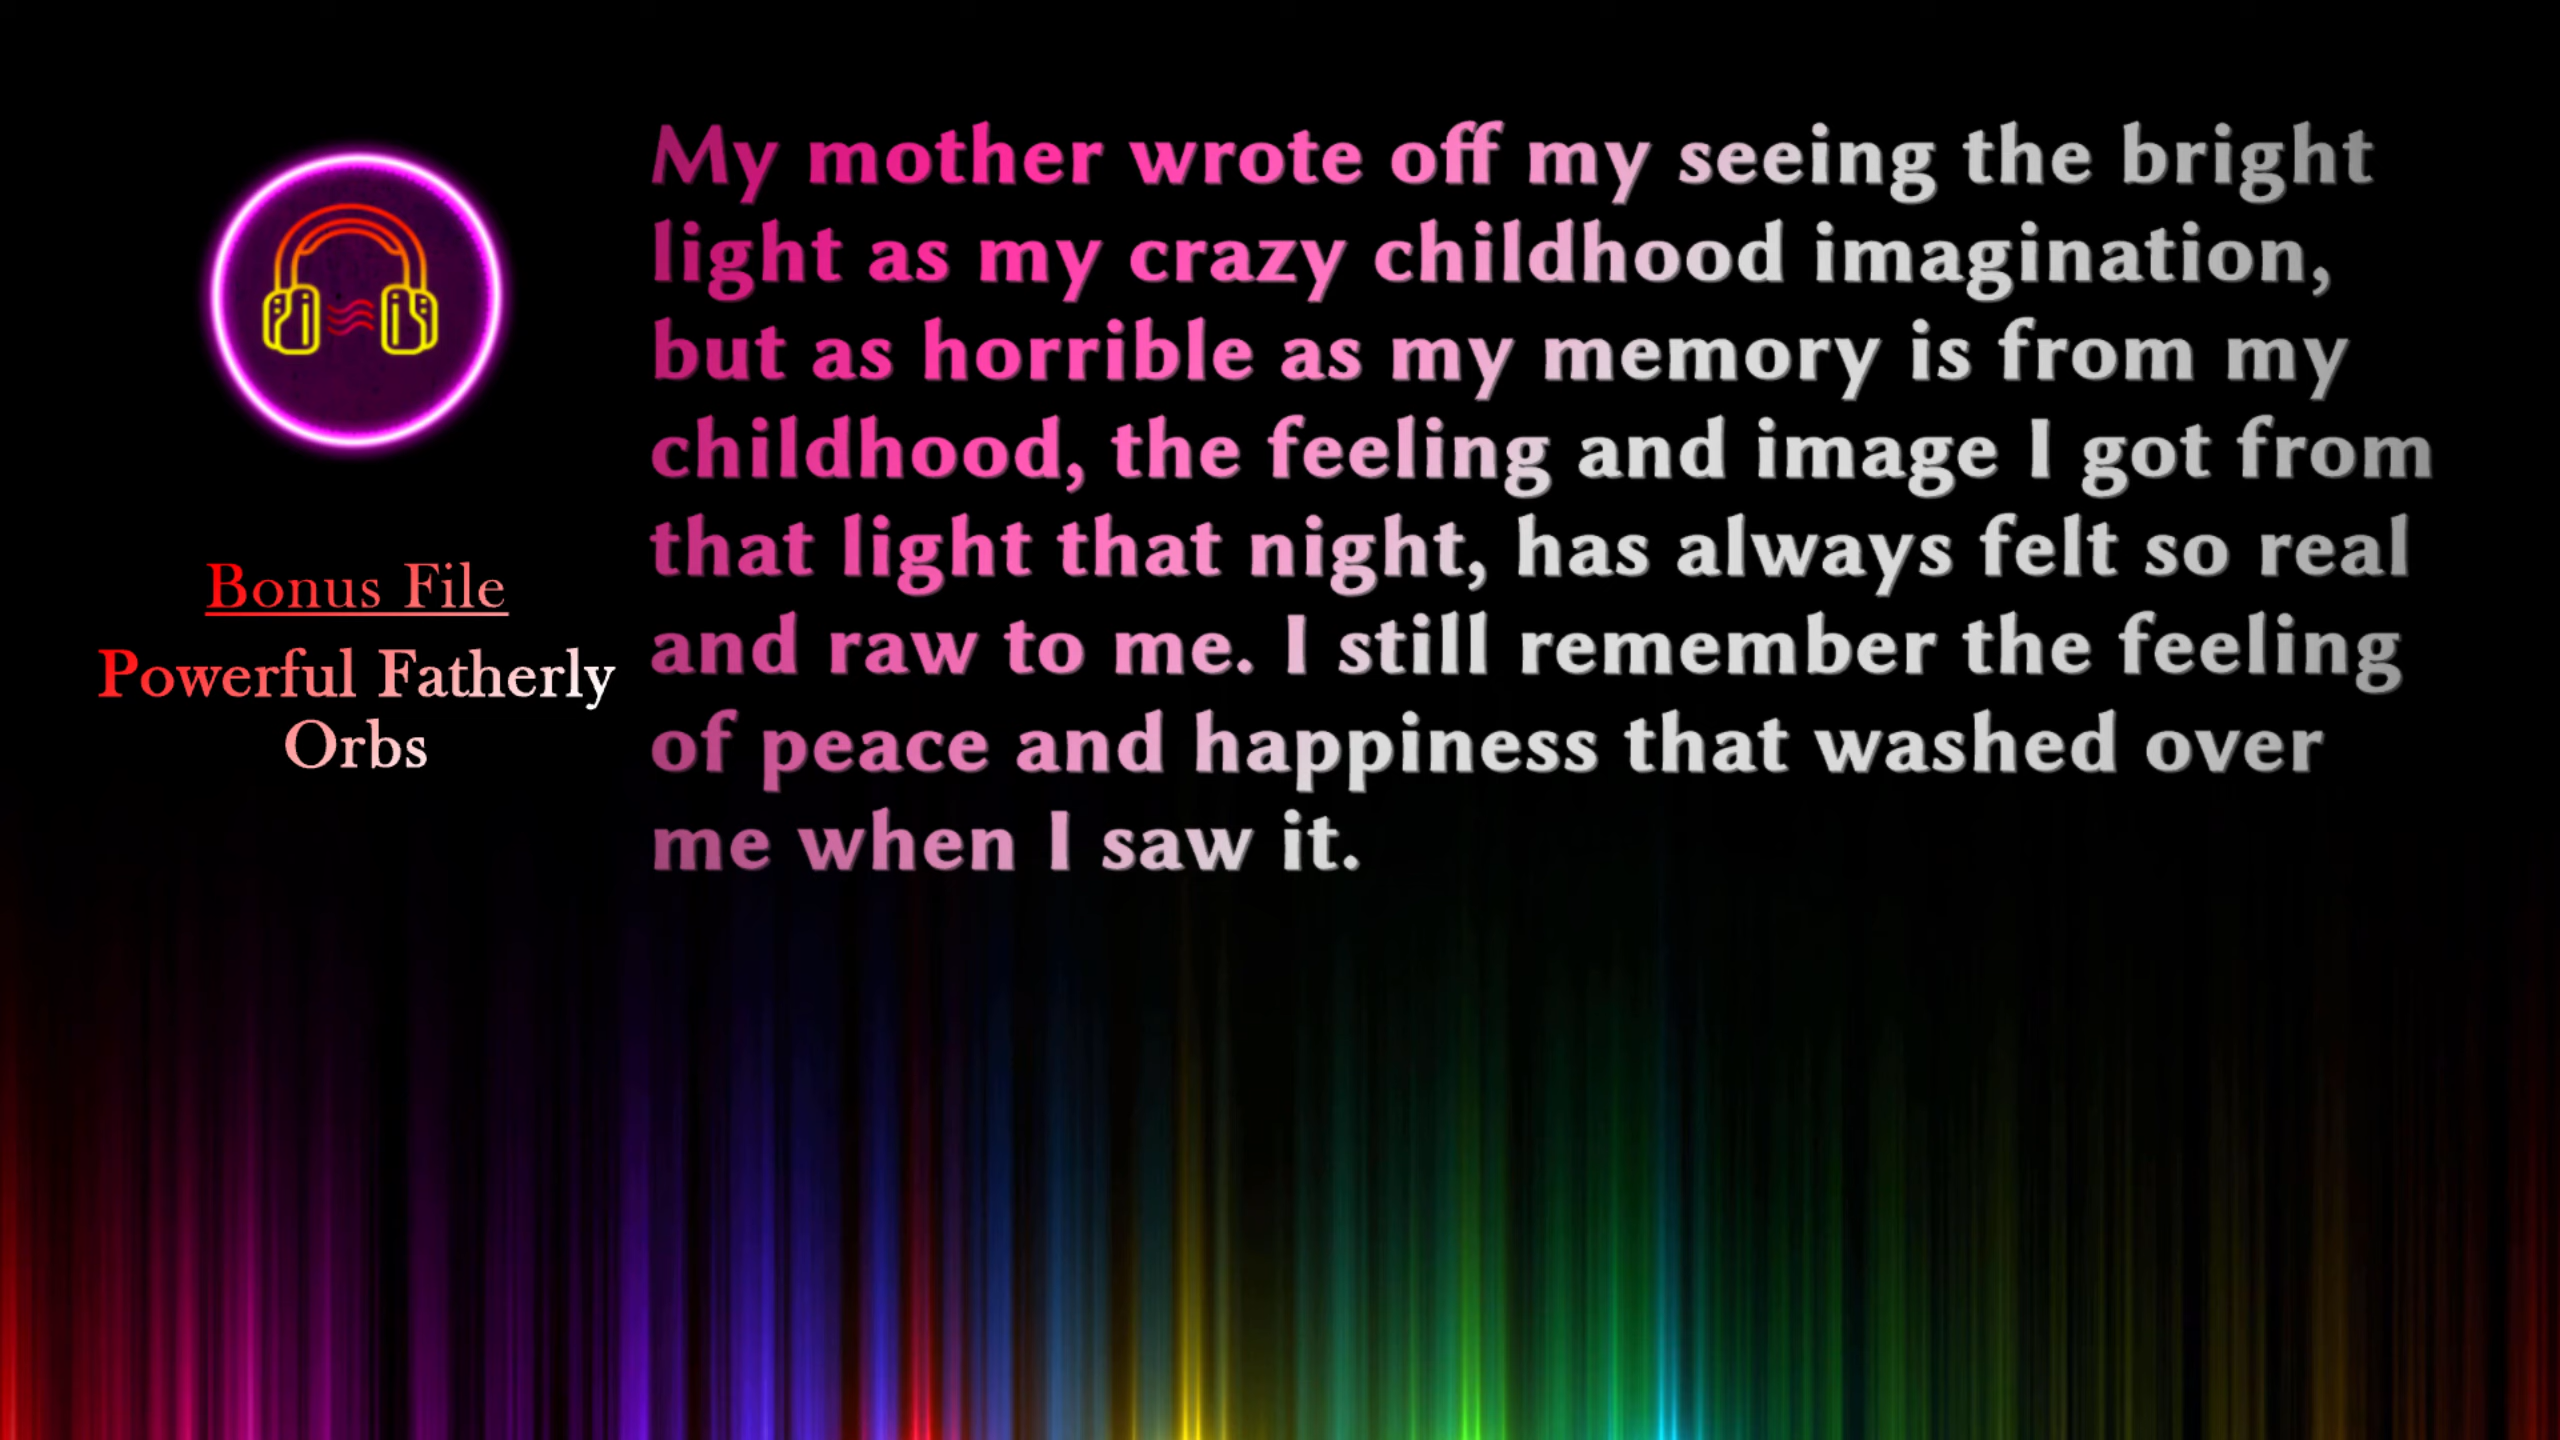 Bonus File
Powerful Fatherly
Orbs
My mother wrote off my seeing the bright
light as my crazy childhood imagination,
but as horrible as my memory is from my
childhood, the feeling and image I got from
that light that night, has always felt so real
and raw to me. I still remember the feeling
of peace and happiness that washed over
me when I saw it.